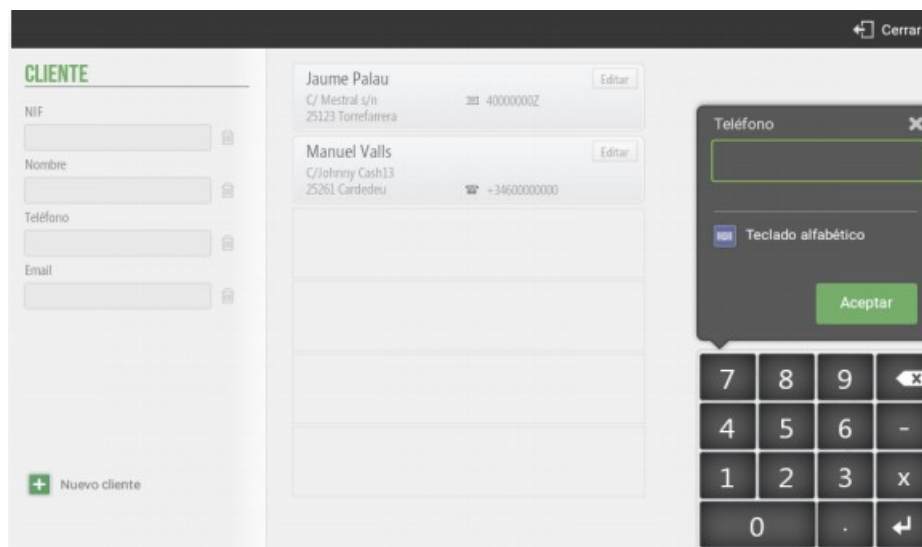 Cerrar
CLIENTE
NIF
Nombre
Teléfono
Email
Nuevo cliente
Jaume Palau
Editar
C/ Mestral s/n
40000000Z
25123 Torrefarrera
Manuel Valls
Editar
C/Johnny Cash13
25261 Cardedeu
+34600000000
Teléfono
Teclado alfabético
Aceptar
7 8 9
4 5 6 -
1 2 3 x
0 .